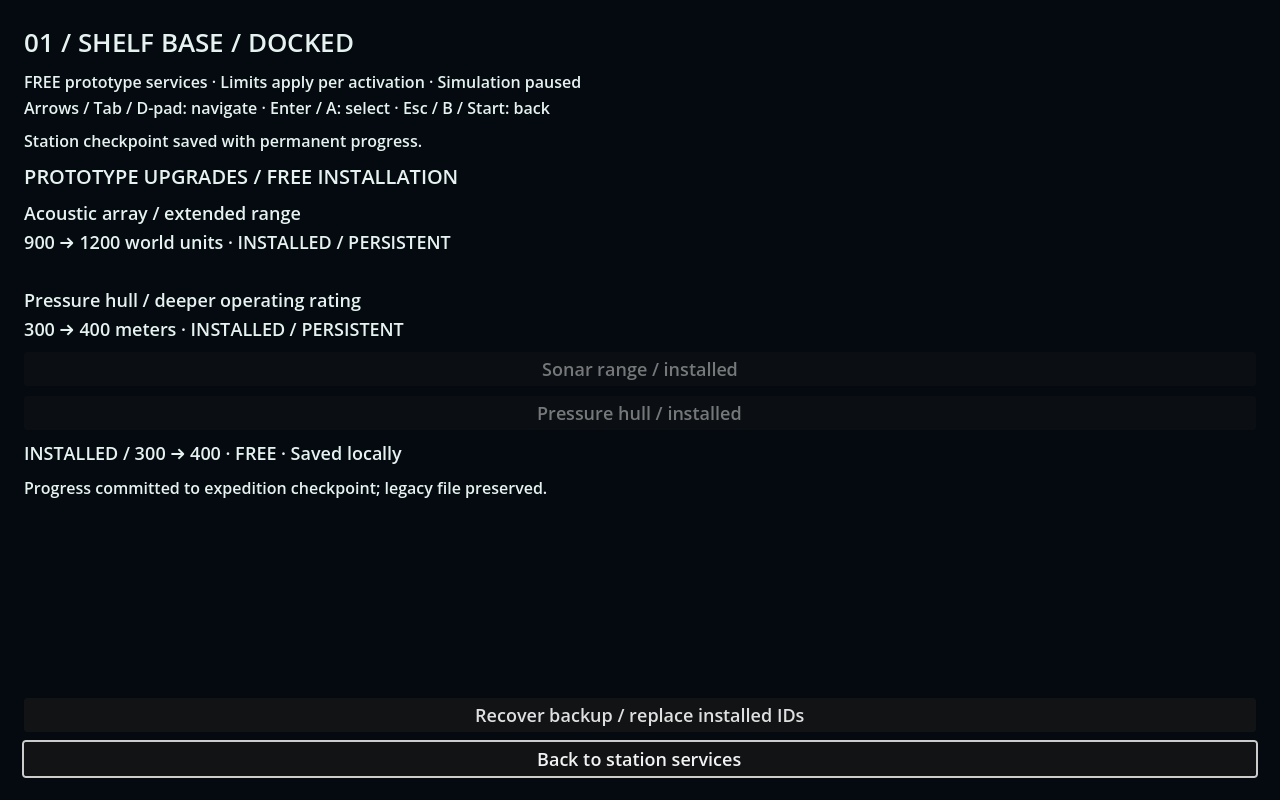 01 / SHELF BASE / DOCKED
FREE prototype services · Limits apply per activation · Simulation paused
Arrows / Tab / D-pad: navigate · Enter / A: select · Esc / B / Start: back
Station checkpoint saved with permanent progress.
PROTOTYPE UPGRADES / FREE INSTALLATION
Acoustic array / extended range
900 → 1200 world units · INSTALLED / PERSISTENT
Pressure hull / deeper operating rating
300 → 400 meters · INSTALLED / PERSISTENT
Sonar range / installed
Pressure hull / installed
INSTALLED / 300 → 400 · FREE · Saved locally
Progress committed to expedition checkpoint; legacy file preserved.
Recover backup / replace installed IDs
Back to station services